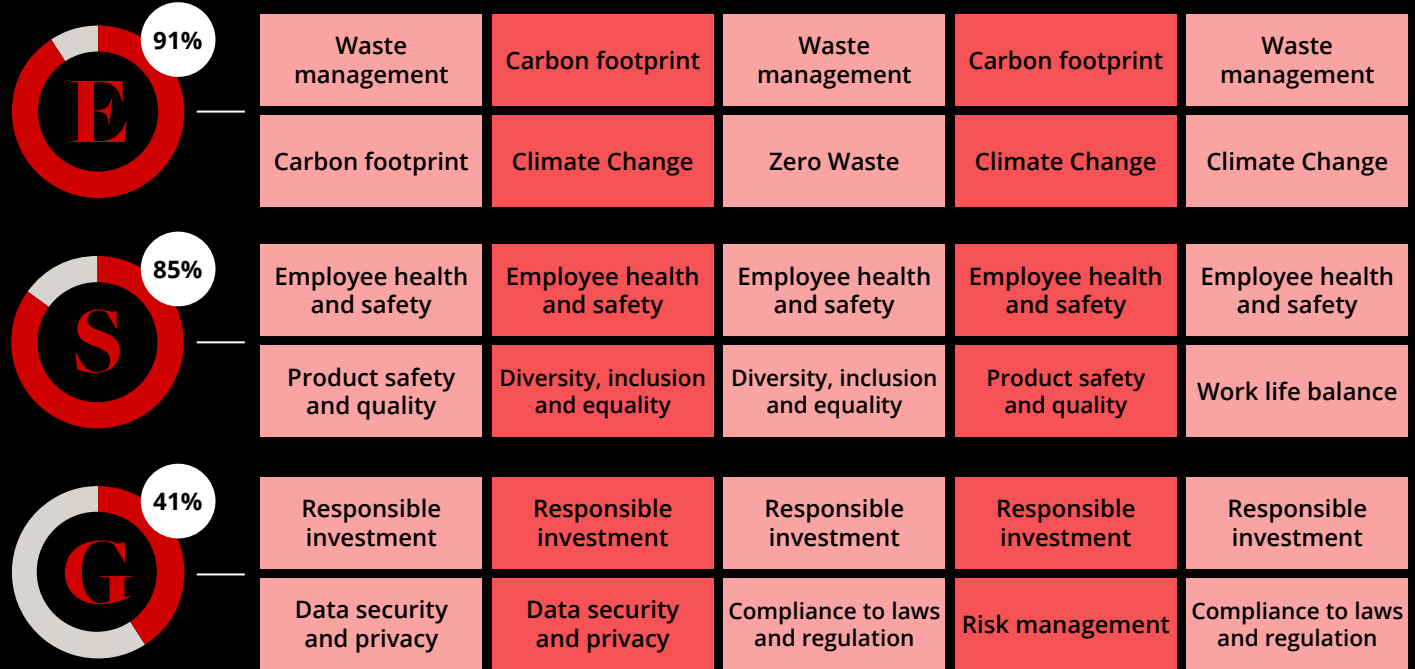 91%
E
Waste
management
Carbon footprint
Waste
management
Carbon footprint
Waste
management
Carbon footprint
Climate Change
Zero Waste
Climate Change
Climate Change
85%
S
Employee health
and safety
Employee health
and safety
Employee health
and safety
Employee health
and safety
Employee health
and safety
Product safety
and quality
Diversity, inclusion
and equality
Diversity, inclusion
and equality
Product safety
and quality
Work life balance
41%
G
Responsible
investment
Responsible
investment
Responsible
investment
Responsible
investment
Responsible
investment
Data security
and privacy
Data security
and privacy
Compliance to laws
and regulation
Risk management
Compliance to laws
and regulation